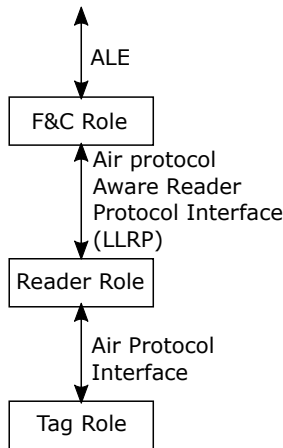 ALE
F&C Role
Air protocol
Aware Reader
Protocol Interface
(LLRP)
Reader Role
Air Protocol
Interface
Tag Role